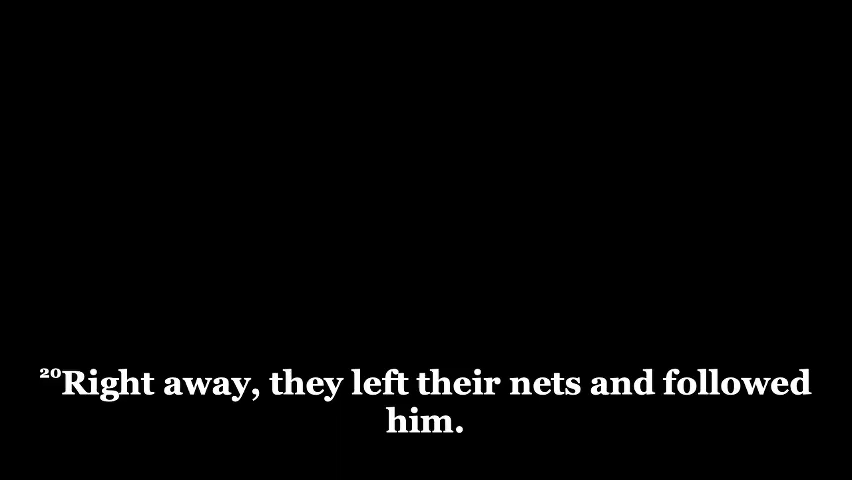 ²⁰Right away, they left their nets and followed
him.